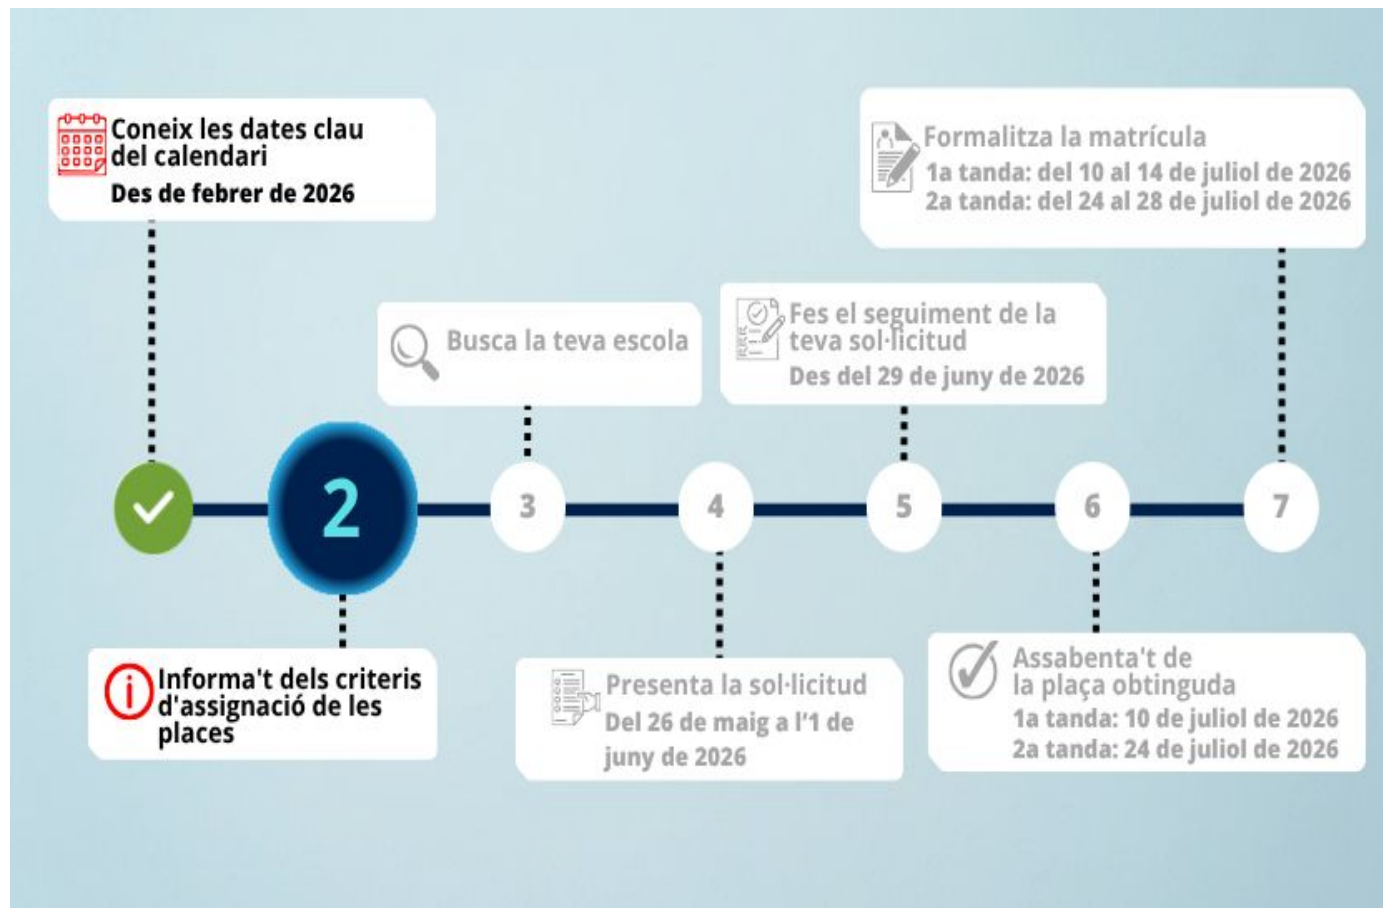 Coneix les dates clau
del calendari
Des de febrer de 2026
Formalitza la matrícula
1a tanda: del 10 al 14 de juliol de 2026
2a tanda: del 24 al 28 de juliol de 2026
Busca la teva escola
Fes el seguiment de la
teva sol·licitud
Des del 29 de juny de 2026
2
3
4
5
6
7
Informa't dels criteris
d'assignació de les
places
Presenta la sol·licitud
Del 26 de maig a l’1 de
juny de 2026
Assabenta't de
la plaça obtinguda
1a tanda: 10 de juliol de 2026
2a tanda: 24 de juliol de 2026